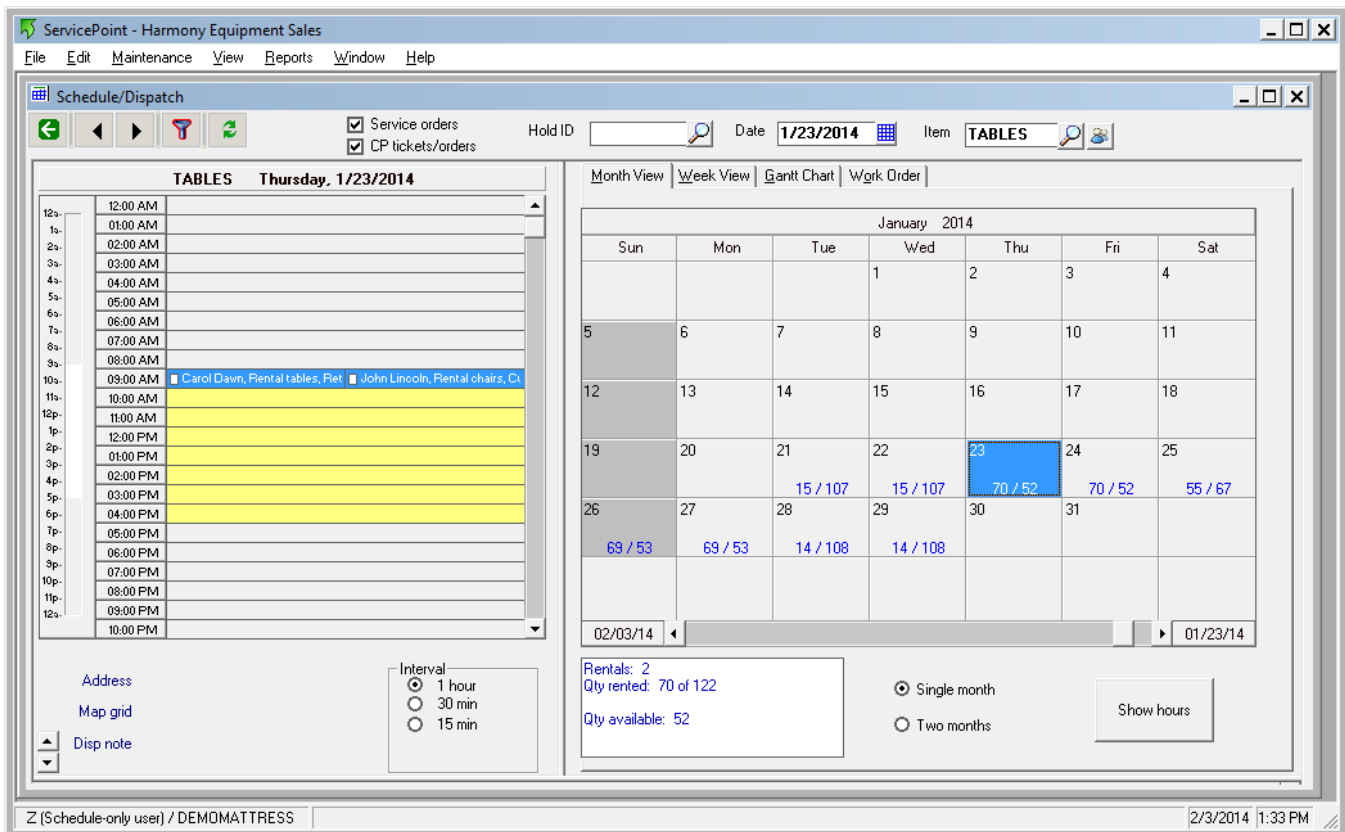 ServicePoint - Harmony Equipment Sales
File Edit Maintenance View Reports Window Help
Schedule/Dispatch
Service orders
CP tickets/orders
Hold ID Date 1/23/2014 Item TABLES
TABLES Thursday, 1/23/2014
12a-
1a-
2a-
3a-
4a-
5a-
6a-
7a-
8a-
9a-
10a-
11a-
12p-
1p-
2p-
3p-
4p-
5p-
6p-
7p-
8p-
9p-
10p-
11p-
12a-
12:00 AM
01:00 AM
02:00 AM
03:00 AM
04:00 AM
05:00 AM
06:00 AM
07:00 AM
08:00 AM
09:00 AM Carol Dawn, Rental tables, Ret John Lincoln, Rental chairs, Cu
10:00 AM
11:00 AM
12:00 PM
01:00 PM
02:00 PM
03:00 PM
04:00 PM
05:00 PM
06:00 PM
07:00 PM
08:00 PM
09:00 PM
10:00 PM
Address
Map grid
Disp note
Interval
1 hour
30 min
15 min
Month View Week View Gantt Chart Work Order
January 2014
Sun Mon Tue Wed Thu Fri Sat
1 2 3 4
5 6 7 8 9 10 11
12 13 14 15 16 17 18
19 20 21 22 23 24 25
15 / 107 15 / 107 70 / 52 70 / 52 55 / 67
26 27 28 29 30 31
69 / 53 69 / 53 14 / 108 14 / 108
02/03/14 01/23/14
Rentals: 2
Qty rented: 70 of 122
Qty available: 52
Single month
Two months
Show hours
Z (Schedule-only user) / DEMOMATTRESS 2/3/2014 1:33 PM